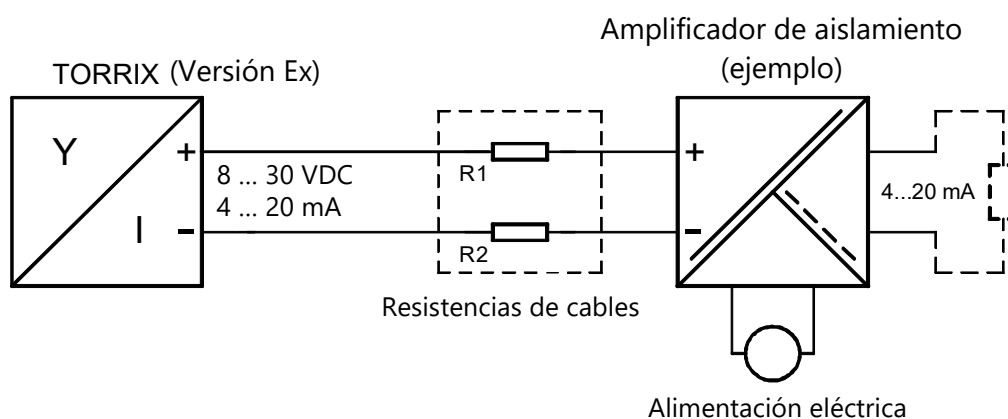 Amplificador de aislamiento
(ejemplo)
TORRIX (Versión Ex)
Y
I
+
−
8 ... 30 VDC
4 ... 20 mA
R1
R2
Resistencias de cables
+
−
4...20 mA
Alimentación eléctrica